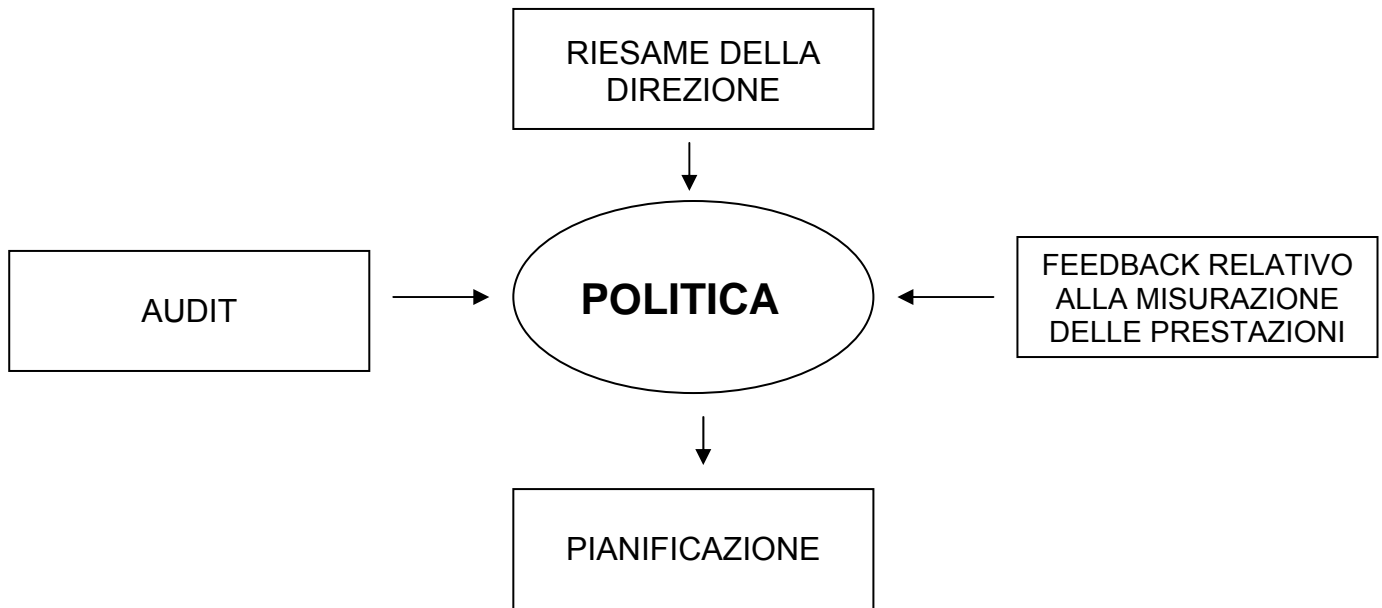 RIESAME DELLA
DIREZIONE
AUDIT
POLITICA
FEEDBACK RELATIVO
ALLA MISURAZIONE
DELLE PRESTAZIONI
PIANIFICAZIONE